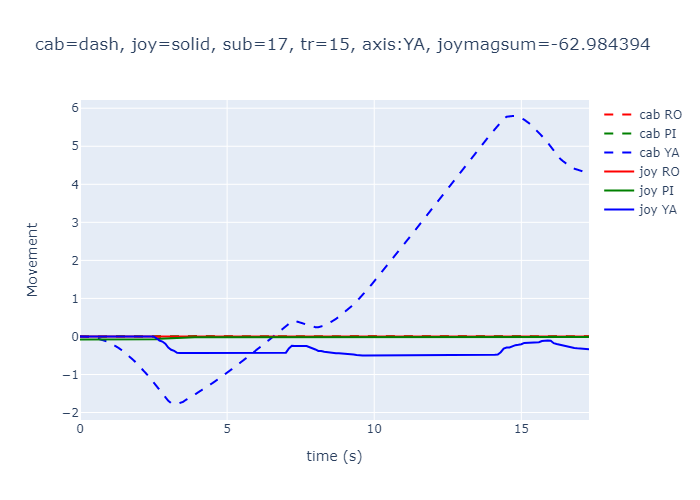 cab=dash, joy=solid, sub=17, tr=15, axis:YA, joymagsum=-62.984394
6
5
4
3
2
1
0
−1
−2
Movement
0
5
10
15
time (s)
cab RO
cab PI
cab YA
joy RO
joy PI
joy YA